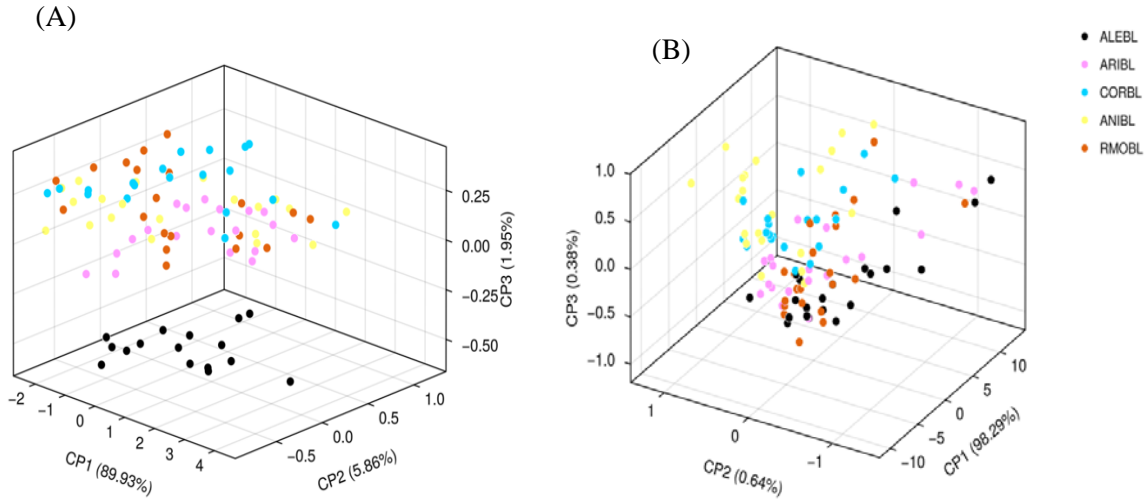 (A)
(B)
ALEBL
ARIBL
CORBL
ANIBL
RMOBL
0.25
0.00
−0.25
−0.50
CP3 (1.95%)
−2
−1
0
1
2
3
4
CP1 (89.93%)
−0.5
0.0
0.5
1.0
CP2 (5.86%)
1.0
0.5
0.0
−0.5
−1.0
CP3 (0.38%)
1
0
−1
CP2 (0.64%)
−10
−5
0
5
10
CP1 (98.29%)